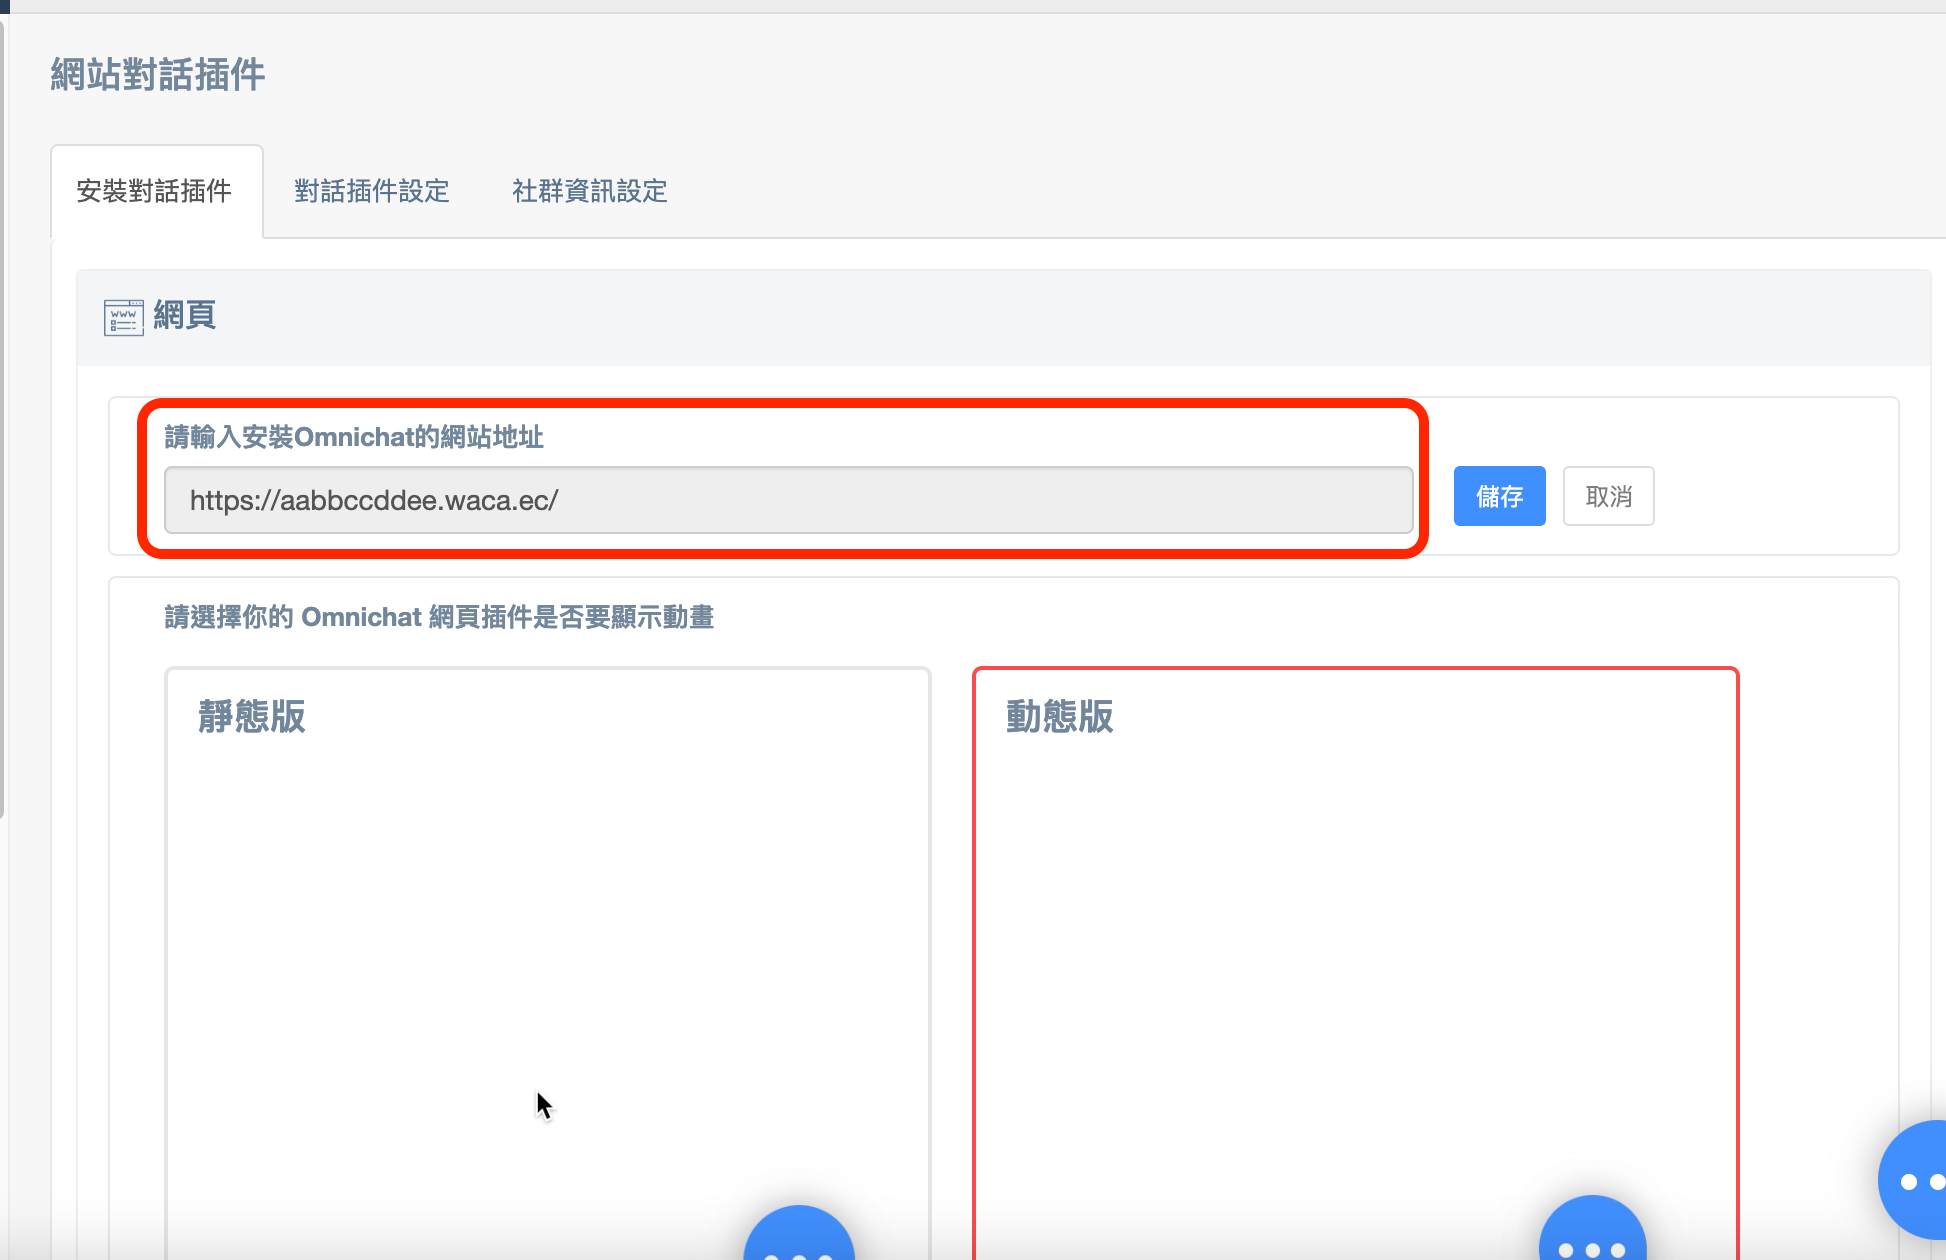 網站對話插件
安裝對話插件 對話插件設定 社群資訊設定
www 網頁
請輸入安裝Omnichat的網站地址
https://aabbccddee.waca.ec/
儲存 取消
請選擇你的 Omnichat 網頁插件是否要顯示動畫
靜態版 動態版